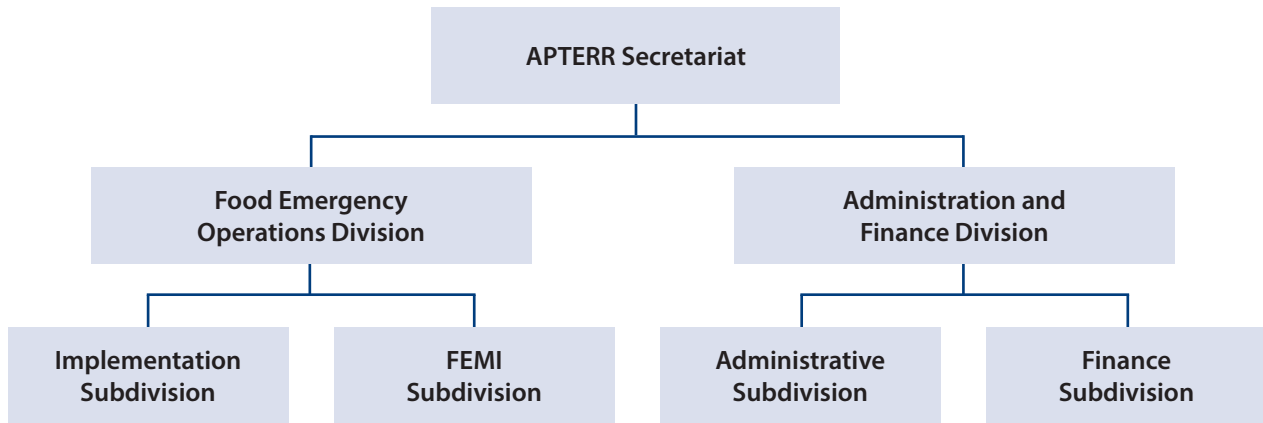 APTERR Secretariat
Food Emergency
Operations Division
Administration and
Finance Division
Implementation
Subdivision
FEMI
Subdivision
Administrative
Subdivision
Finance
Subdivision